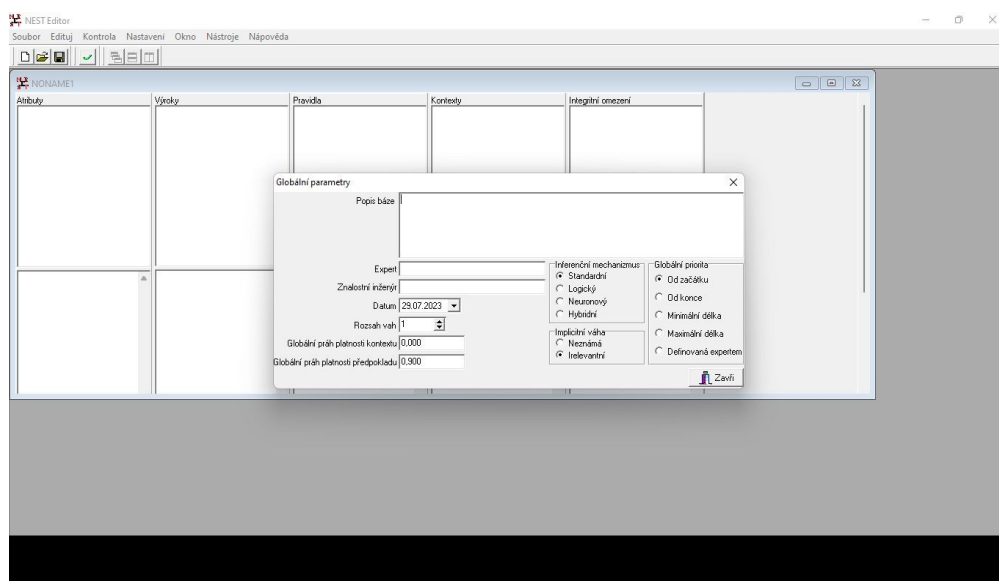 NEST Editor
Soubor Edituj Kontrola Nastavení Okno Nástroje Nápověda
NONAME1
Atributy Výroky Pravidla Kontexty Integritní omezení
Globální parametry
Popis báze
Expert
Znalostní inženýr
Datum 29.07.2023
Rozsah vah 1
Globální práh platnosti kontextu 0,000
Globální práh platnosti předpokladu 0,900
Inferenční mechanizmus
Standardní
Logický
Neuronový
Hybridní
Implicitní váha
Neznámá
Irelevantní
Globální priorita
Od začátku
Od konce
Minimální délka
Maximální délka
Definovaná expertem
Zavři